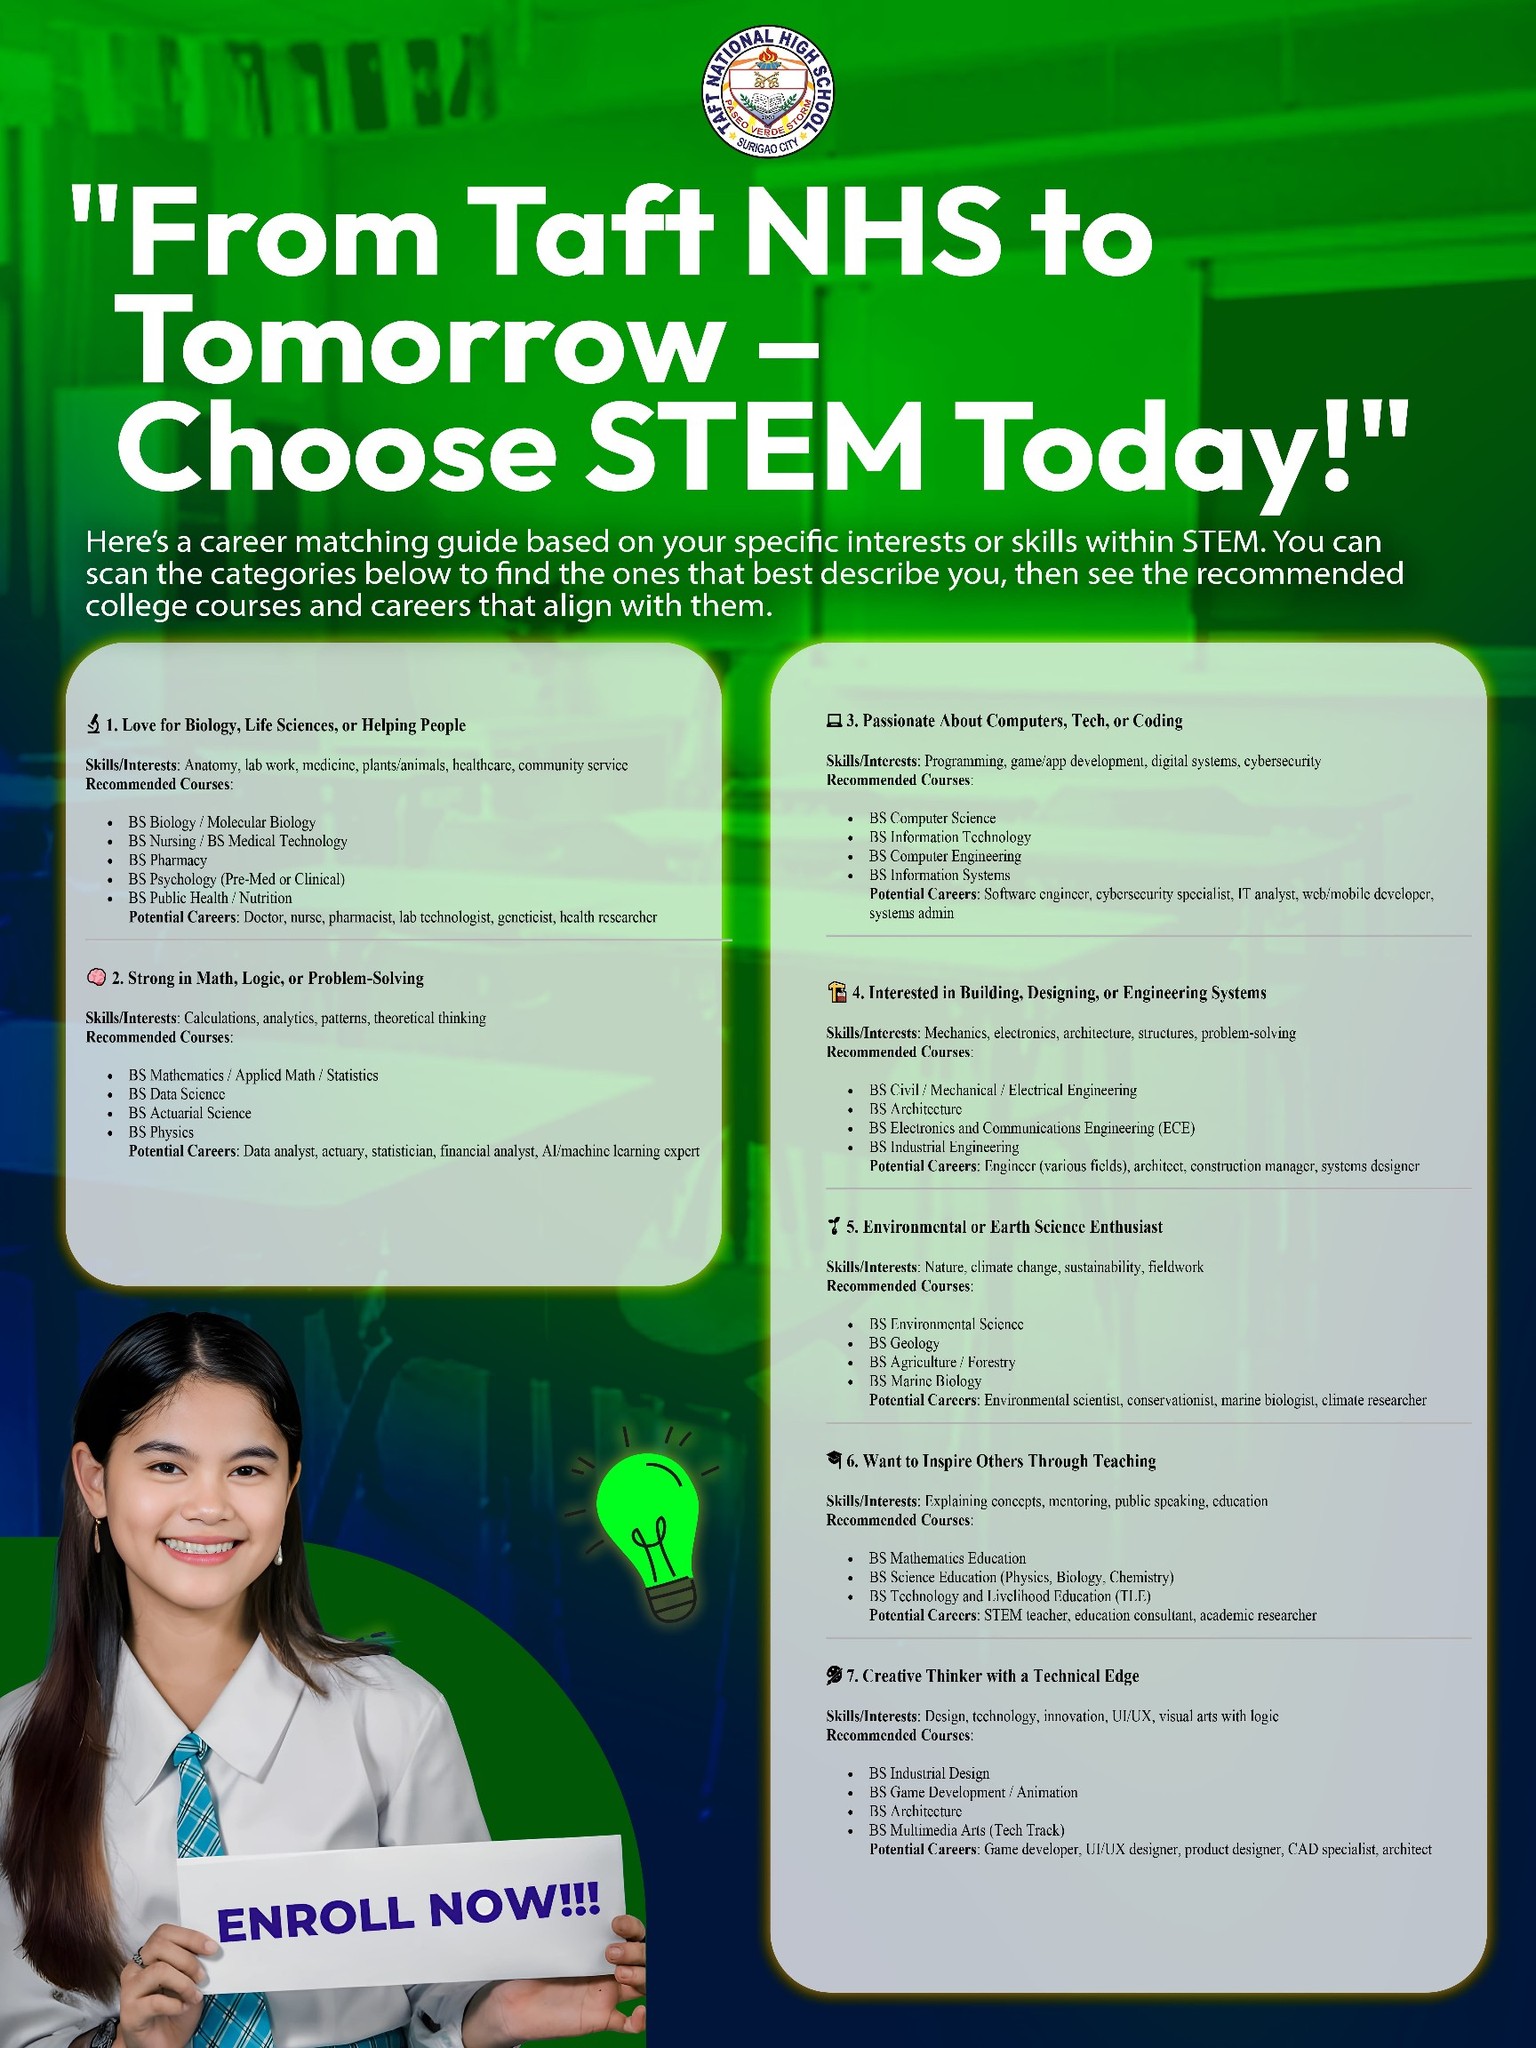 TAFT NATIONAL HIGH SCHOOL
PASEO VERDE STORM
SURIGAO CITY
"From Taft NHS to
Tomorrow –
Choose STEM Today!"
Here's a career matching guide based on your specific interests or skills within STEM. You can
scan the categories below to find the ones that best describe you, then see the recommended
college courses and careers that align with them.
1. Love for Biology, Life Sciences, or Helping People
Skills/Interests: Anatomy, lab work, medicine, plants/animals, healthcare, community service
Recommended Courses:
• BS Biology / Molecular Biology
• BS Nursing / BS Medical Technology
• BS Pharmacy
• BS Psychology (Pre-Med or Clinical)
• BS Public Health / Nutrition
Potential Careers: Doctor, nurse, pharmacist, lab technologist, geneticist, health researcher
2. Strong in Math, Logic, or Problem-Solving
Skills/Interests: Calculations, analytics, patterns, theoretical thinking
Recommended Courses:
• BS Mathematics / Applied Math / Statistics
• BS Data Science
• BS Actuarial Science
• BS Physics
Potential Careers: Data analyst, actuary, statistician, financial analyst, AI/machine learning expert
3. Passionate About Computers, Tech, or Coding
Skills/Interests: Programming, game/app development, digital systems, cybersecurity
Recommended Courses:
• BS Computer Science
• BS Information Technology
• BS Computer Engineering
• BS Information Systems
Potential Careers: Software engineer, cybersecurity specialist, IT analyst, web/mobile developer,
systems admin
4. Interested in Building, Designing, or Engineering Systems
Skills/Interests: Mechanics, electronics, architecture, structures, problem-solving
Recommended Courses:
• BS Civil / Mechanical / Electrical Engineering
• BS Architecture
• BS Electronics and Communications Engineering (ECE)
• BS Industrial Engineering
Potential Careers: Engineer (various fields), architect, construction manager, systems designer
5. Environmental or Earth Science Enthusiast
Skills/Interests: Nature, climate change, sustainability, fieldwork
Recommended Courses:
• BS Environmental Science
• BS Geology
• BS Agriculture / Forestry
• BS Marine Biology
Potential Careers: Environmental scientist, conservationist, marine biologist, climate researcher
6. Want to Inspire Others Through Teaching
Skills/Interests: Explaining concepts, mentoring, public speaking, education
Recommended Courses:
• BS Mathematics Education
• BS Science Education (Physics, Biology, Chemistry)
• BS Technology and Livelihood Education (TLE)
Potential Careers: STEM teacher, education consultant, academic researcher
7. Creative Thinker with a Technical Edge
Skills/Interests: Design, technology, innovation, UI/UX, visual arts with logic
Recommended Courses:
• BS Industrial Design
• BS Game Development / Animation
• BS Architecture
• BS Multimedia Arts (Tech Track)
Potential Careers: Game developer, UI/UX designer, product designer, CAD specialist, architect
ENROLL NOW!!!